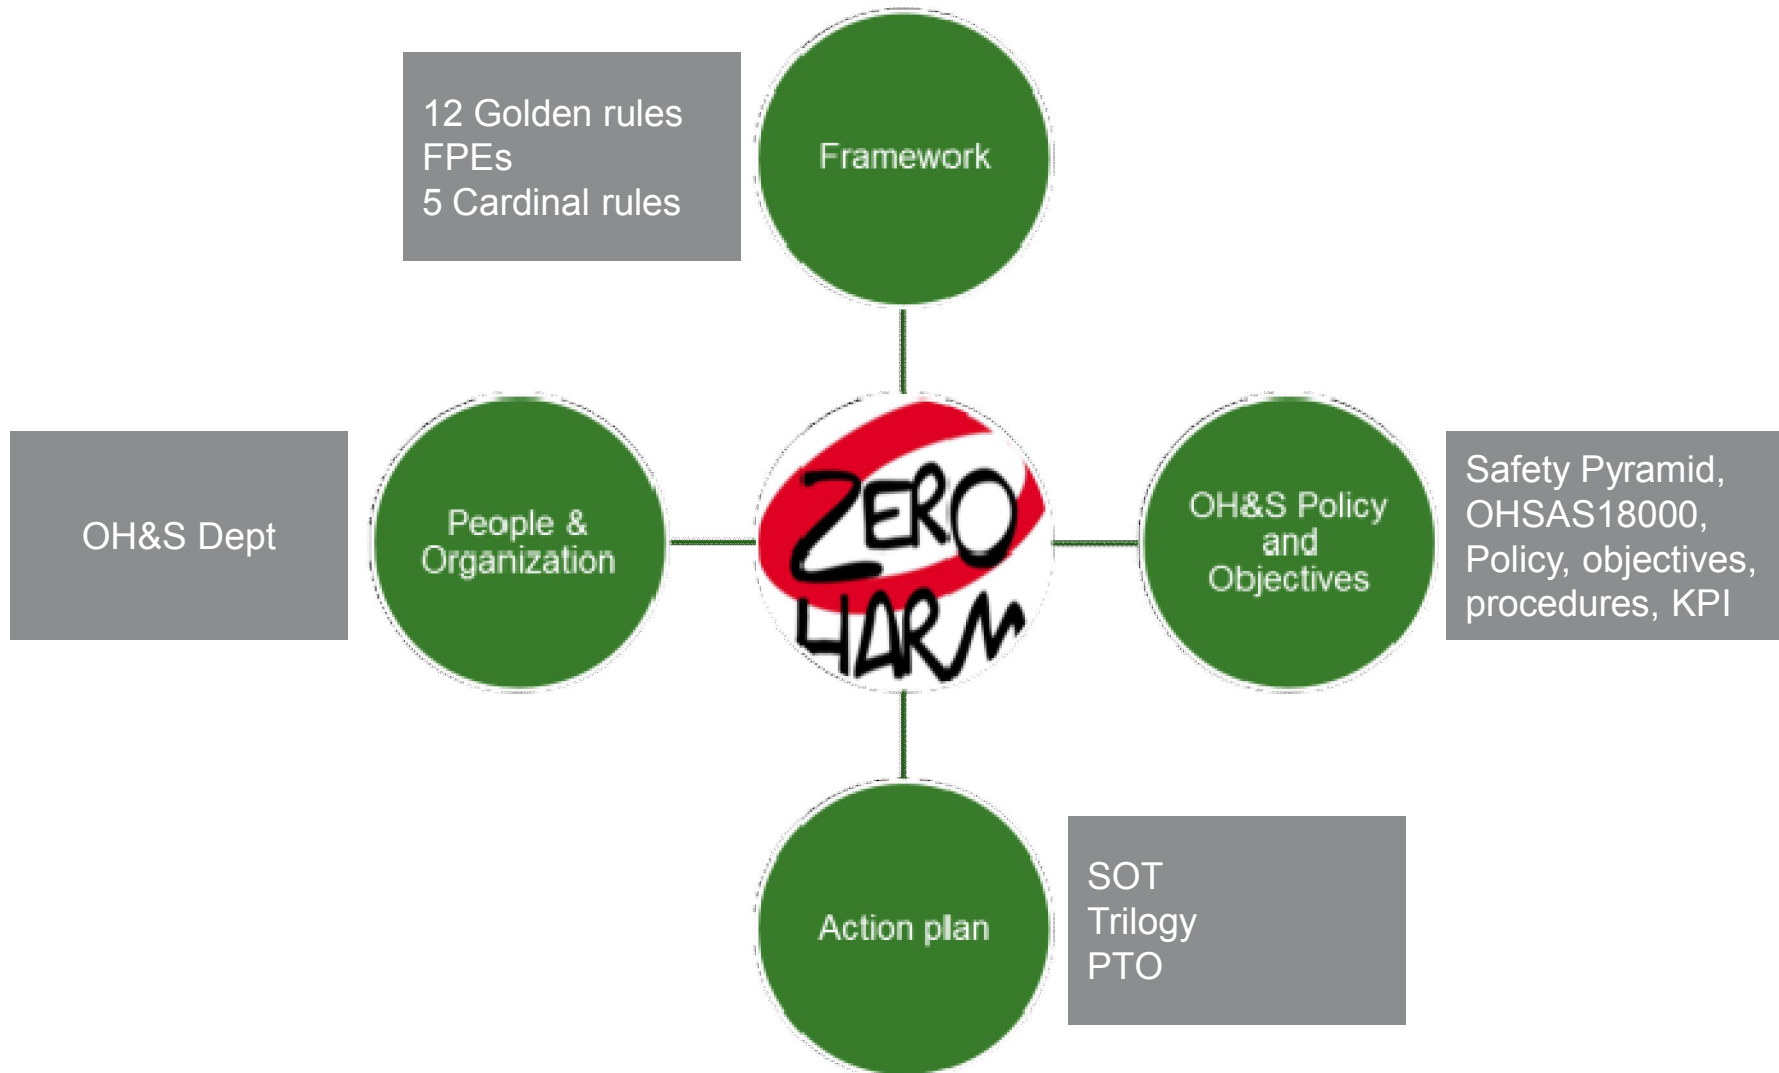 12 Golden rules
FPEs
5 Cardinal rules
Framework
OH&S Dept
People &
Organization
ZERO
HARM
OH&S Policy
and
Objectives
Safety Pyramid,
OHSAS18000,
Policy, objectives,
procedures, KPI
Action plan
SOT
Trilogy
PTO